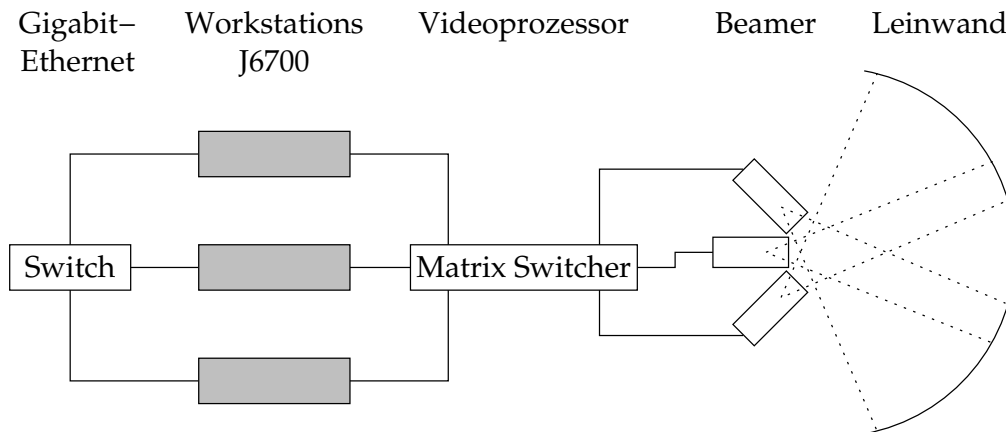 Gigabit–
Ethernet
Workstations
J6700
Videoprozessor
Beamer
Leinwand
Switch
Matrix Switcher